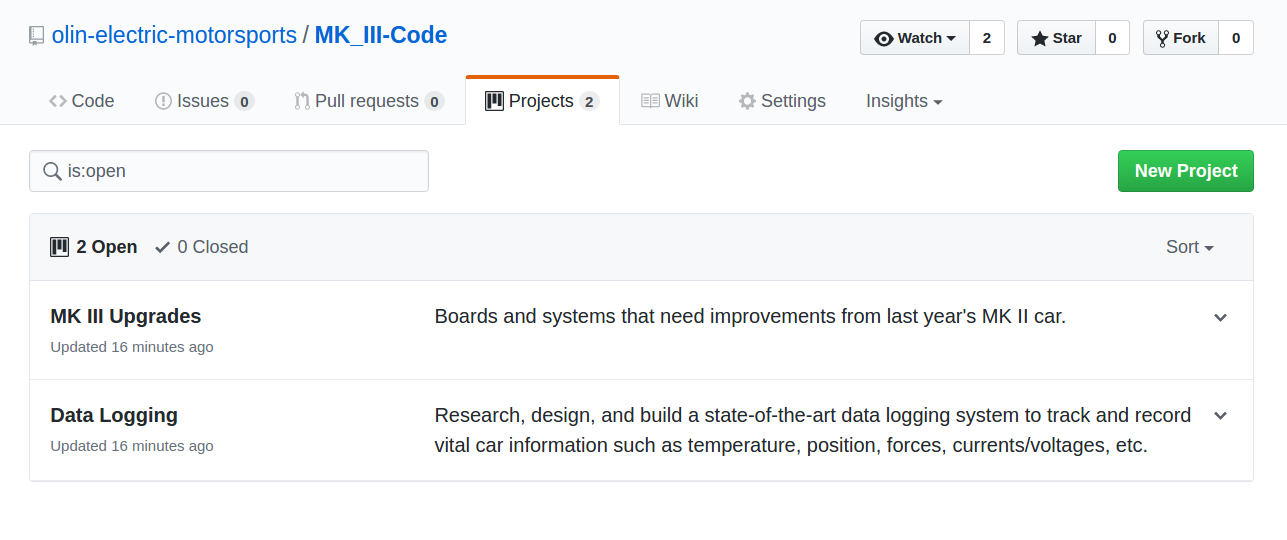 olin-electric-motorsports / MK_III-Code
Watch 2 Star 0 Fork 0
Code Issues 0 Pull requests 0 Projects 2 Wiki Settings Insights
is:open
New Project
2 Open 0 Closed Sort
MK III Upgrades
Boards and systems that need improvements from last year's MK II car.
Updated 16 minutes ago
Data Logging
Research, design, and build a state-of-the-art data logging system to track and record
vital car information such as temperature, position, forces, currents/voltages, etc.
Updated 16 minutes ago